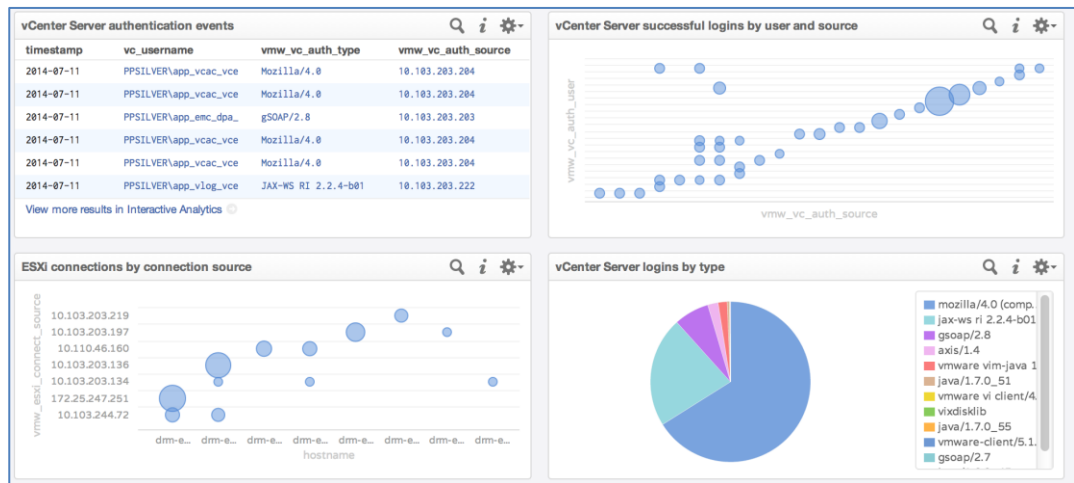 vCenter Server authentication events
timestamp vc_username vmw_vc_auth_type vmw_vc_auth_source
2014-07-11 PPSILVER\app_vcac_vce Mozilla/4.0 10.103.203.204
2014-07-11 PPSILVER\app_vcac_vce Mozilla/4.0 10.103.203.204
2014-07-11 PPSILVER\app_emc_dpa_ gSOAP/2.8 10.103.203.203
2014-07-11 PPSILVER\app_vcac_vce Mozilla/4.0 10.103.203.204
2014-07-11 PPSILVER\app_vcac_vce Mozilla/4.0 10.103.203.204
2014-07-11 PPSILVER\app_vlog_vce JAX-WS RI 2.2.4-b01 10.103.203.222
View more results in Interactive Analytics
vCenter Server successful logins by user and source
vmw_vc_auth_user
vmw_vc_auth_source
ESXi connections by connection source
vmw_esxi_connect_source
10.103.203.219
10.103.203.197
10.110.46.160
10.103.203.136
10.103.203.134
172.25.247.251
10.103.244.72
drm-e... drm-e... drm-e... drm-e... drm-e... drm-e... drm-e... drm-e...
hostname
vCenter Server logins by type
mozilla/4.0 (comp.
jax-ws ri 2.2.4-b01
gsoap/2.8
axis/1.4
vmware vim-java 1
java/1.7.0_51
vmware vi client/4.
vixdisklib
java/1.7.0_55
vmware-client/5.1.
gsoap/2.7